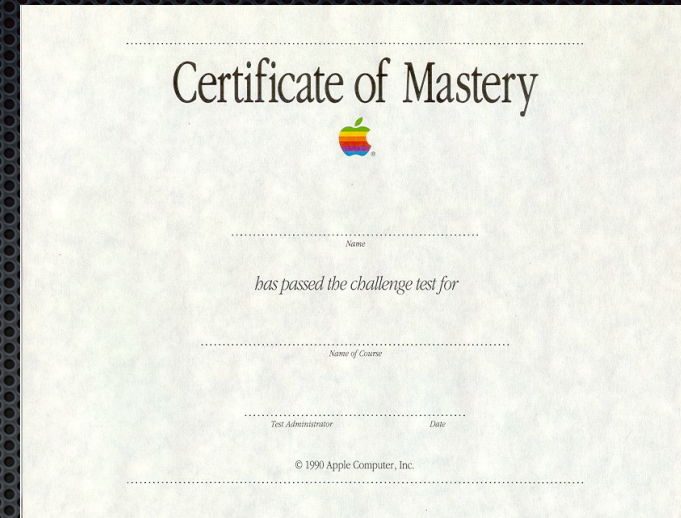 Certificate of Mastery
®
Name
has passed the challenge test for
Name of Course
Test Administrator Date
© 1990 Apple Computer, Inc.